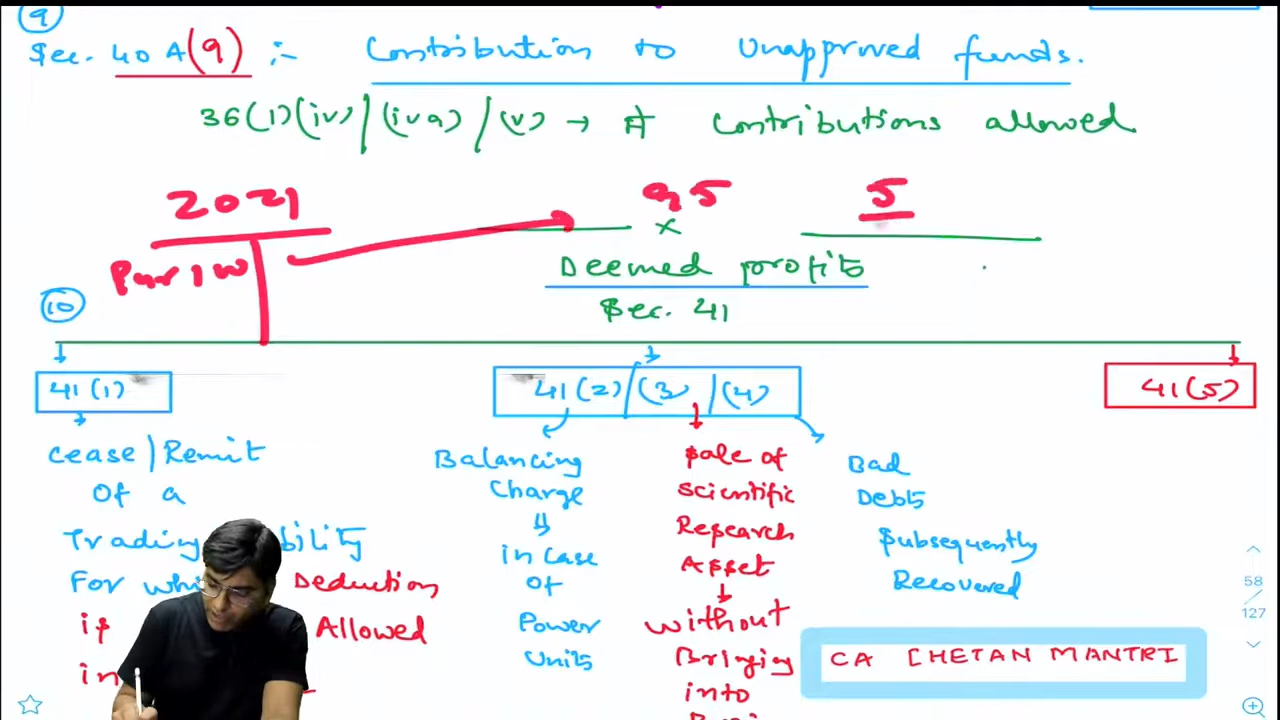 9
Sec. 40 A(9) :- Contribution to Unapproved funds.
36(1)(iv)/(iva)/(v) → contributions allowed
2021 95 5
×
Deemed profits
Sec. 41
10
41(1) 41(2)/(3)/(4) 41(5)
cease/Remit
Of a
Trading
For Deduction
if Allowed
in
Balancing
Charge
⇓
in case
Of
Power
Units
Sale of
Scientific
Research
Asset
↓
without
Bringing
into
Bad
Debts
Subsequently
Recovered
CA CHETAN MANTRI
58
127